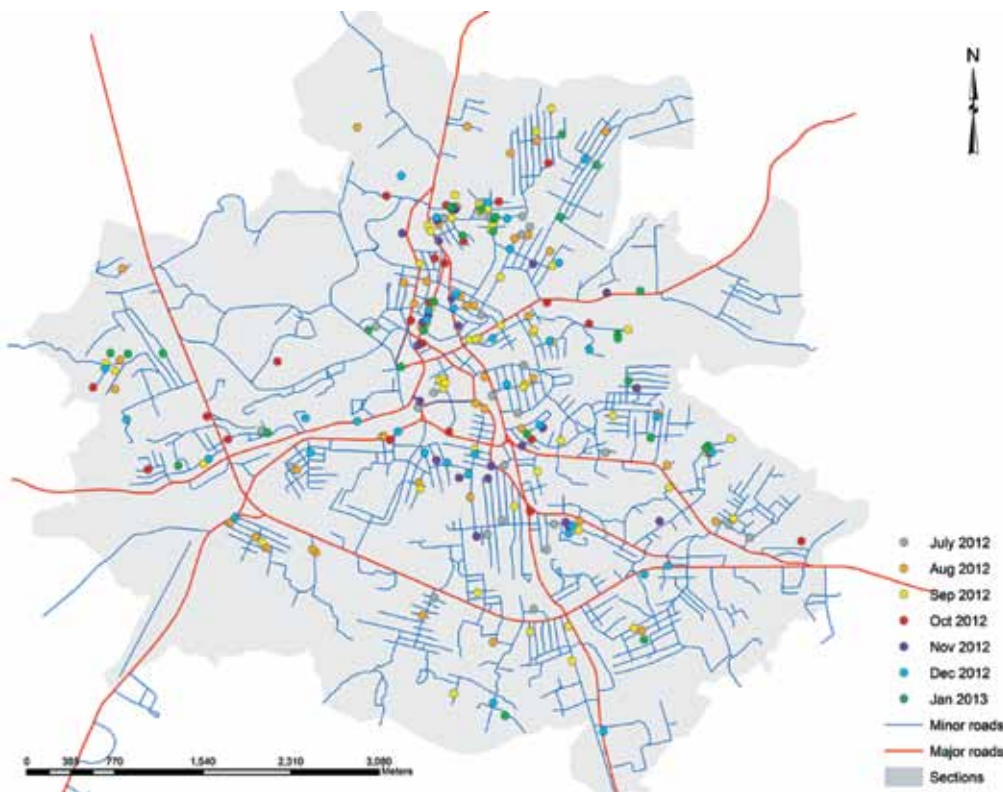 N
July 2012
Aug 2012
Sep 2012
Oct 2012
Nov 2012
Dec 2012
Jan 2013
Minor roads
Major roads
Sections
0 385 770 1,540 2,310 3,080
Meters